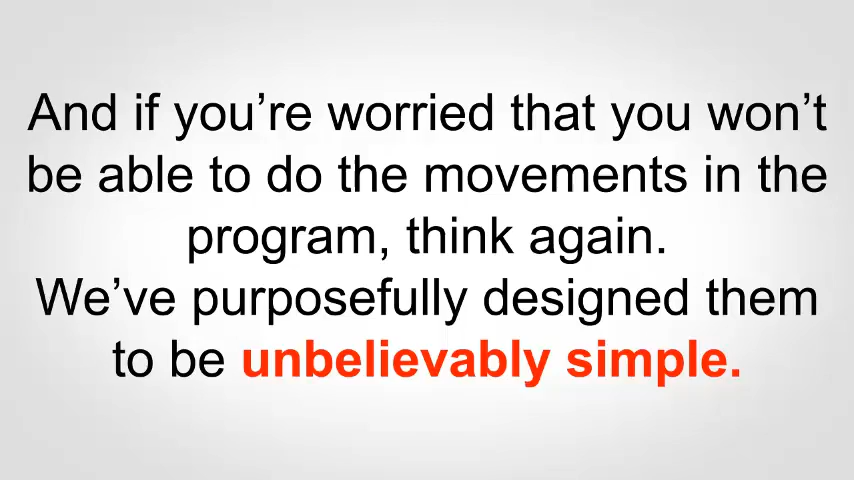 And if you’re worried that you won’t
be able to do the movements in the
program, think again.
We’ve purposefully designed them
to be unbelievably simple.